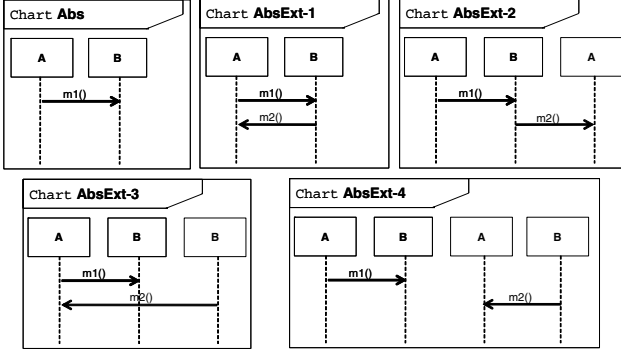 Chart Abs
A B
m1()
Chart AbsExt-1
A B
m1()
m2()
Chart AbsExt-2
A B A
m1()
m2()
Chart AbsExt-3
A B B
m1()
m2()
Chart AbsExt-4
A B A B
m1()
m2()